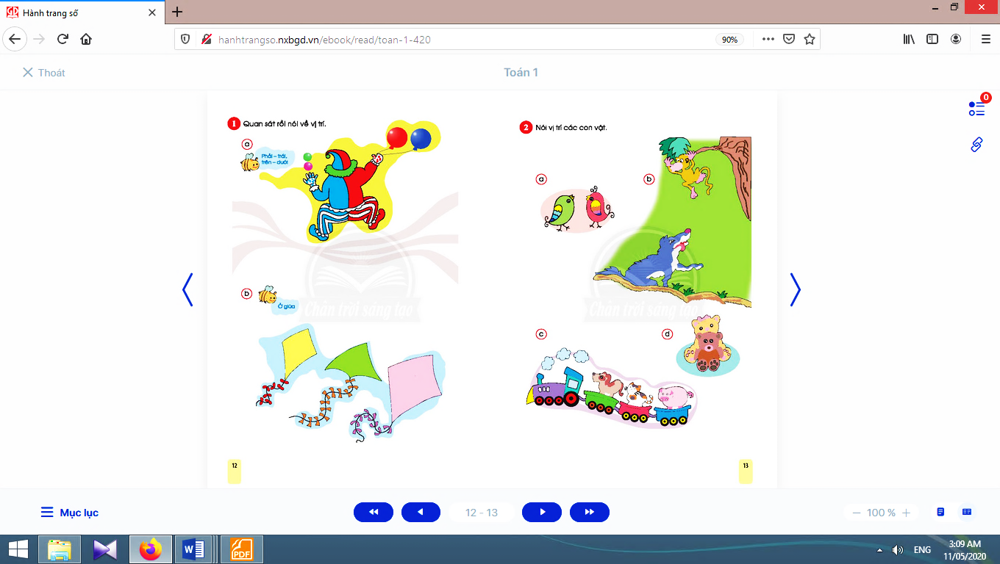 Hành trang số
hanhtrangso.nxbgd.vn/ebook/read/toan-1-420
90%
Thoát
Toán 1
0
1 Quan sát rồi nói về vị trí.
a
Phải – trái,
trên – dưới
b
Ở giữa
12
2 Nói vị trí các con vật.
a
b
c
d
13
Chân trời sáng tạo
Chân trời sáng tạo
Mục lục
12 - 13
100 %
W
PDF
ENG
3:09 AM
11/05/2020